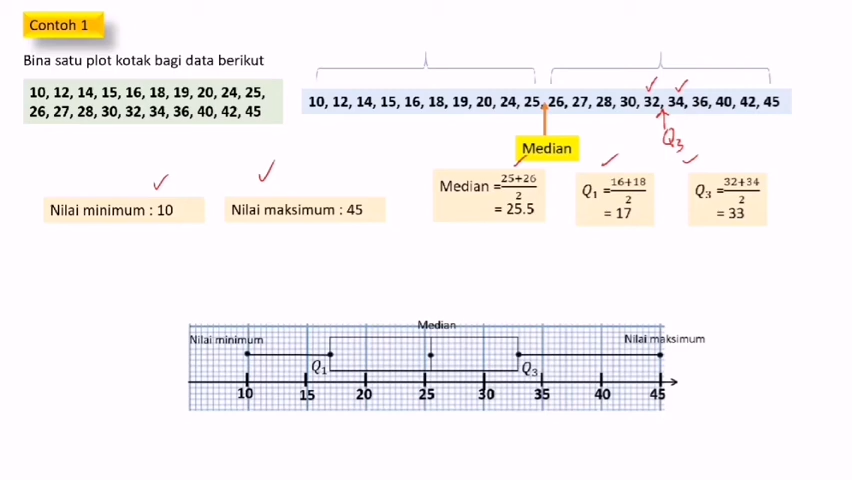 Contoh 1
Bina satu plot kotak bagi data berikut
10, 12, 14, 15, 16, 18, 19, 20, 24, 25,
26, 27, 28, 30, 32, 34, 36, 40, 42, 45
10, 12, 14, 15, 16, 18, 19, 20, 24, 25, 26, 27, 28, 30, 32, 34, 36, 40, 42, 45
Q3
Median
Nilai minimum : 10
Nilai maksimum : 45
Median = 25+26/2
= 25.5
Q1 = 16+18/2
= 17
Q3 = 32+34/2
= 33
Median
Nilai minimum
Nilai maksimum
Q1
Q3
10 15 20 25 30 35 40 45